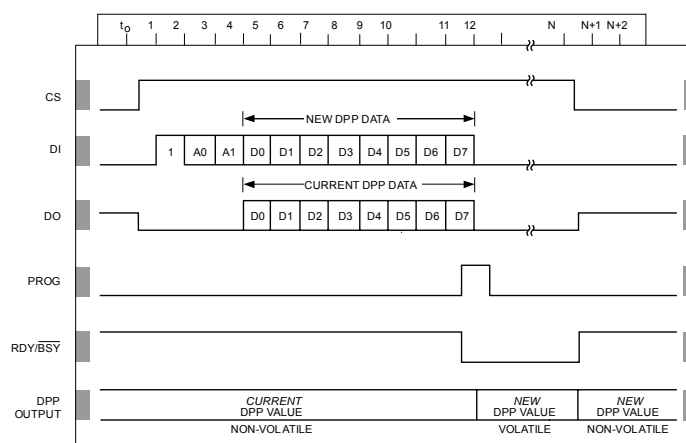 to 1 2 3 4 5 6 7 8 9 10 11 12 N N+1 N+2
CS
NEW DPP DATA
DI 1 A0 A1 D0 D1 D2 D3 D4 D5 D6 D7
CURRENT DPP DATA
DO D0 D1 D2 D3 D4 D5 D6 D7
PROG
RDY/BSY
DPP
OUTPUT
CURRENT
DPP VALUE
NON-VOLATILE
NEW
DPP VALUE
VOLATILE
NEW
DPP VALUE
NON-VOLATILE